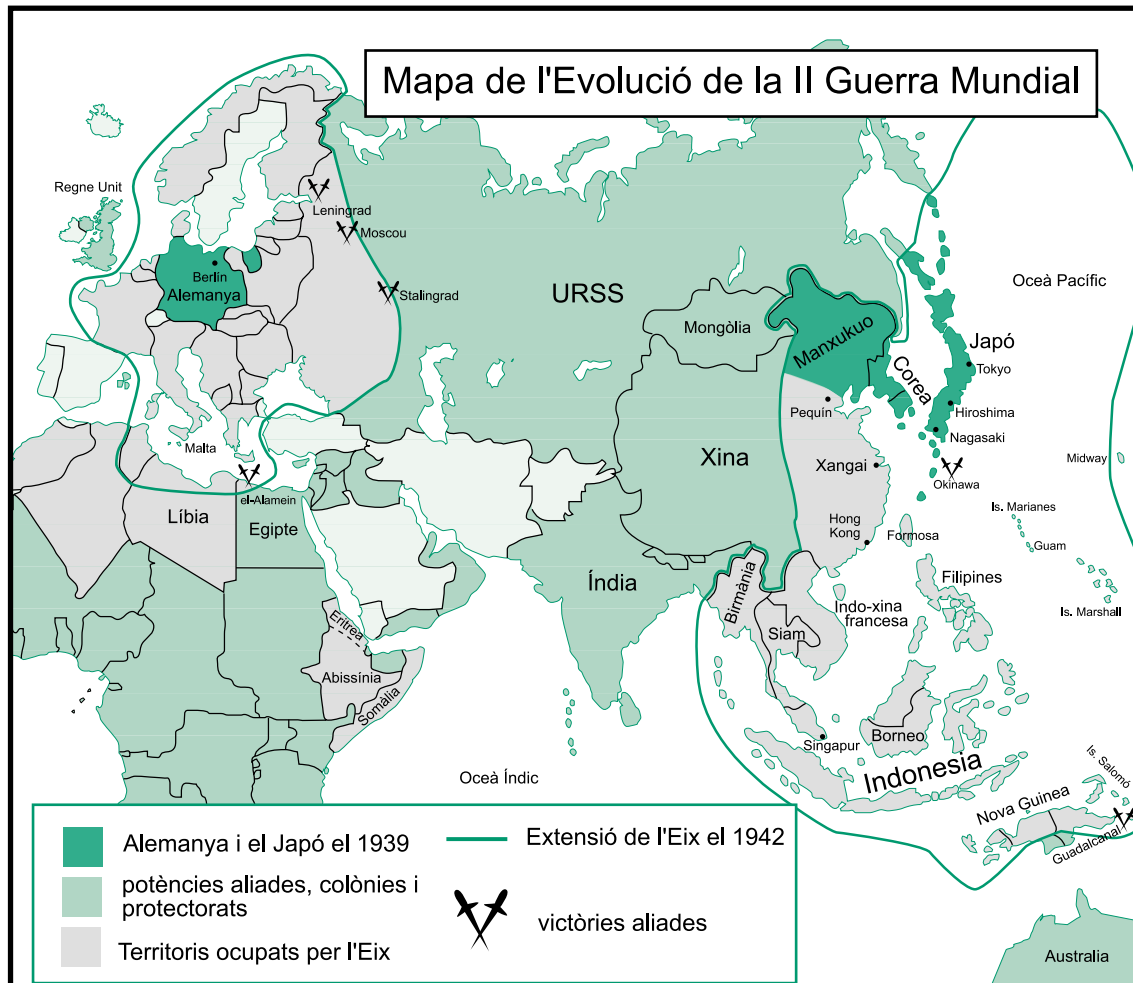 Mapa de l'Evolució de la II Guerra Mundial
Regne Unit
Leningrad
Moscou
Berlin
Alemanya
Stalingrad
URSS
Oceà Pacífic
Mongòlia
Manxukuo
Japó
Corea
Tokyo
Pequín
Hiroshima
Nagasaki
Malta
Xina
Xangai
Midway
Okinawa
el-Alamein
Líbia
Egipte
Is. Marianes
Hong
Kong
Formosa
Guam
Índia
Birmània
Filipines
Indo-xina
francesa
Is. Marshall
Eritrea
Siam
Abissínia
Somàlia
Singapur
Borneo
Indonesia
Is. Salomó
Oceà Índic
Nova Guinea
Guadalcanal
Alemanya i el Japó el 1939
Extensió de l'Eix el 1942
potències aliades, colònies i
protectorats
victòries aliades
Territoris ocupats per l'Eix
Australia